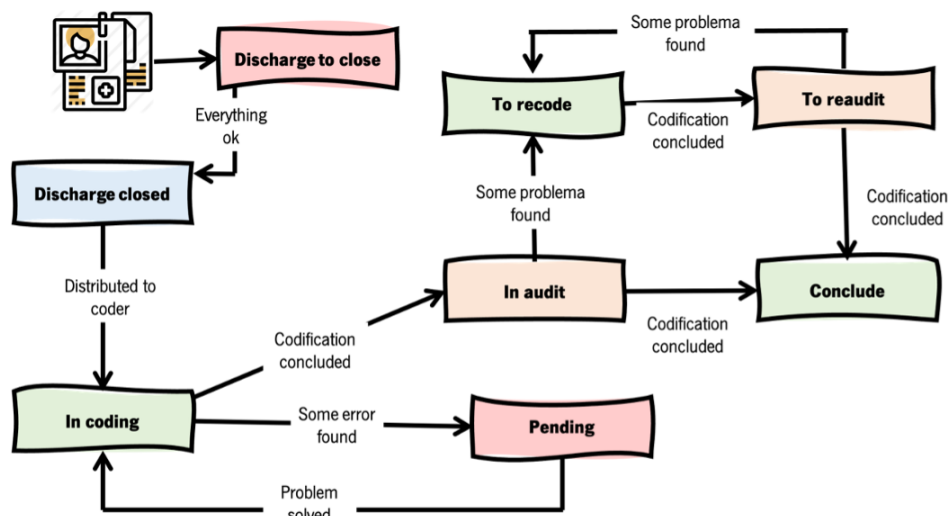 Discharge to close
Everything
ok
Discharge closed
Distributed to
coder
In coding
Codification
concluded
Some error
found
Pending
Problem
solved
In audit
Some problema
found
To recode
Codification
concluded
To reaudit
Some problema
found
Codification
concluded
Codification
concluded
Conclude